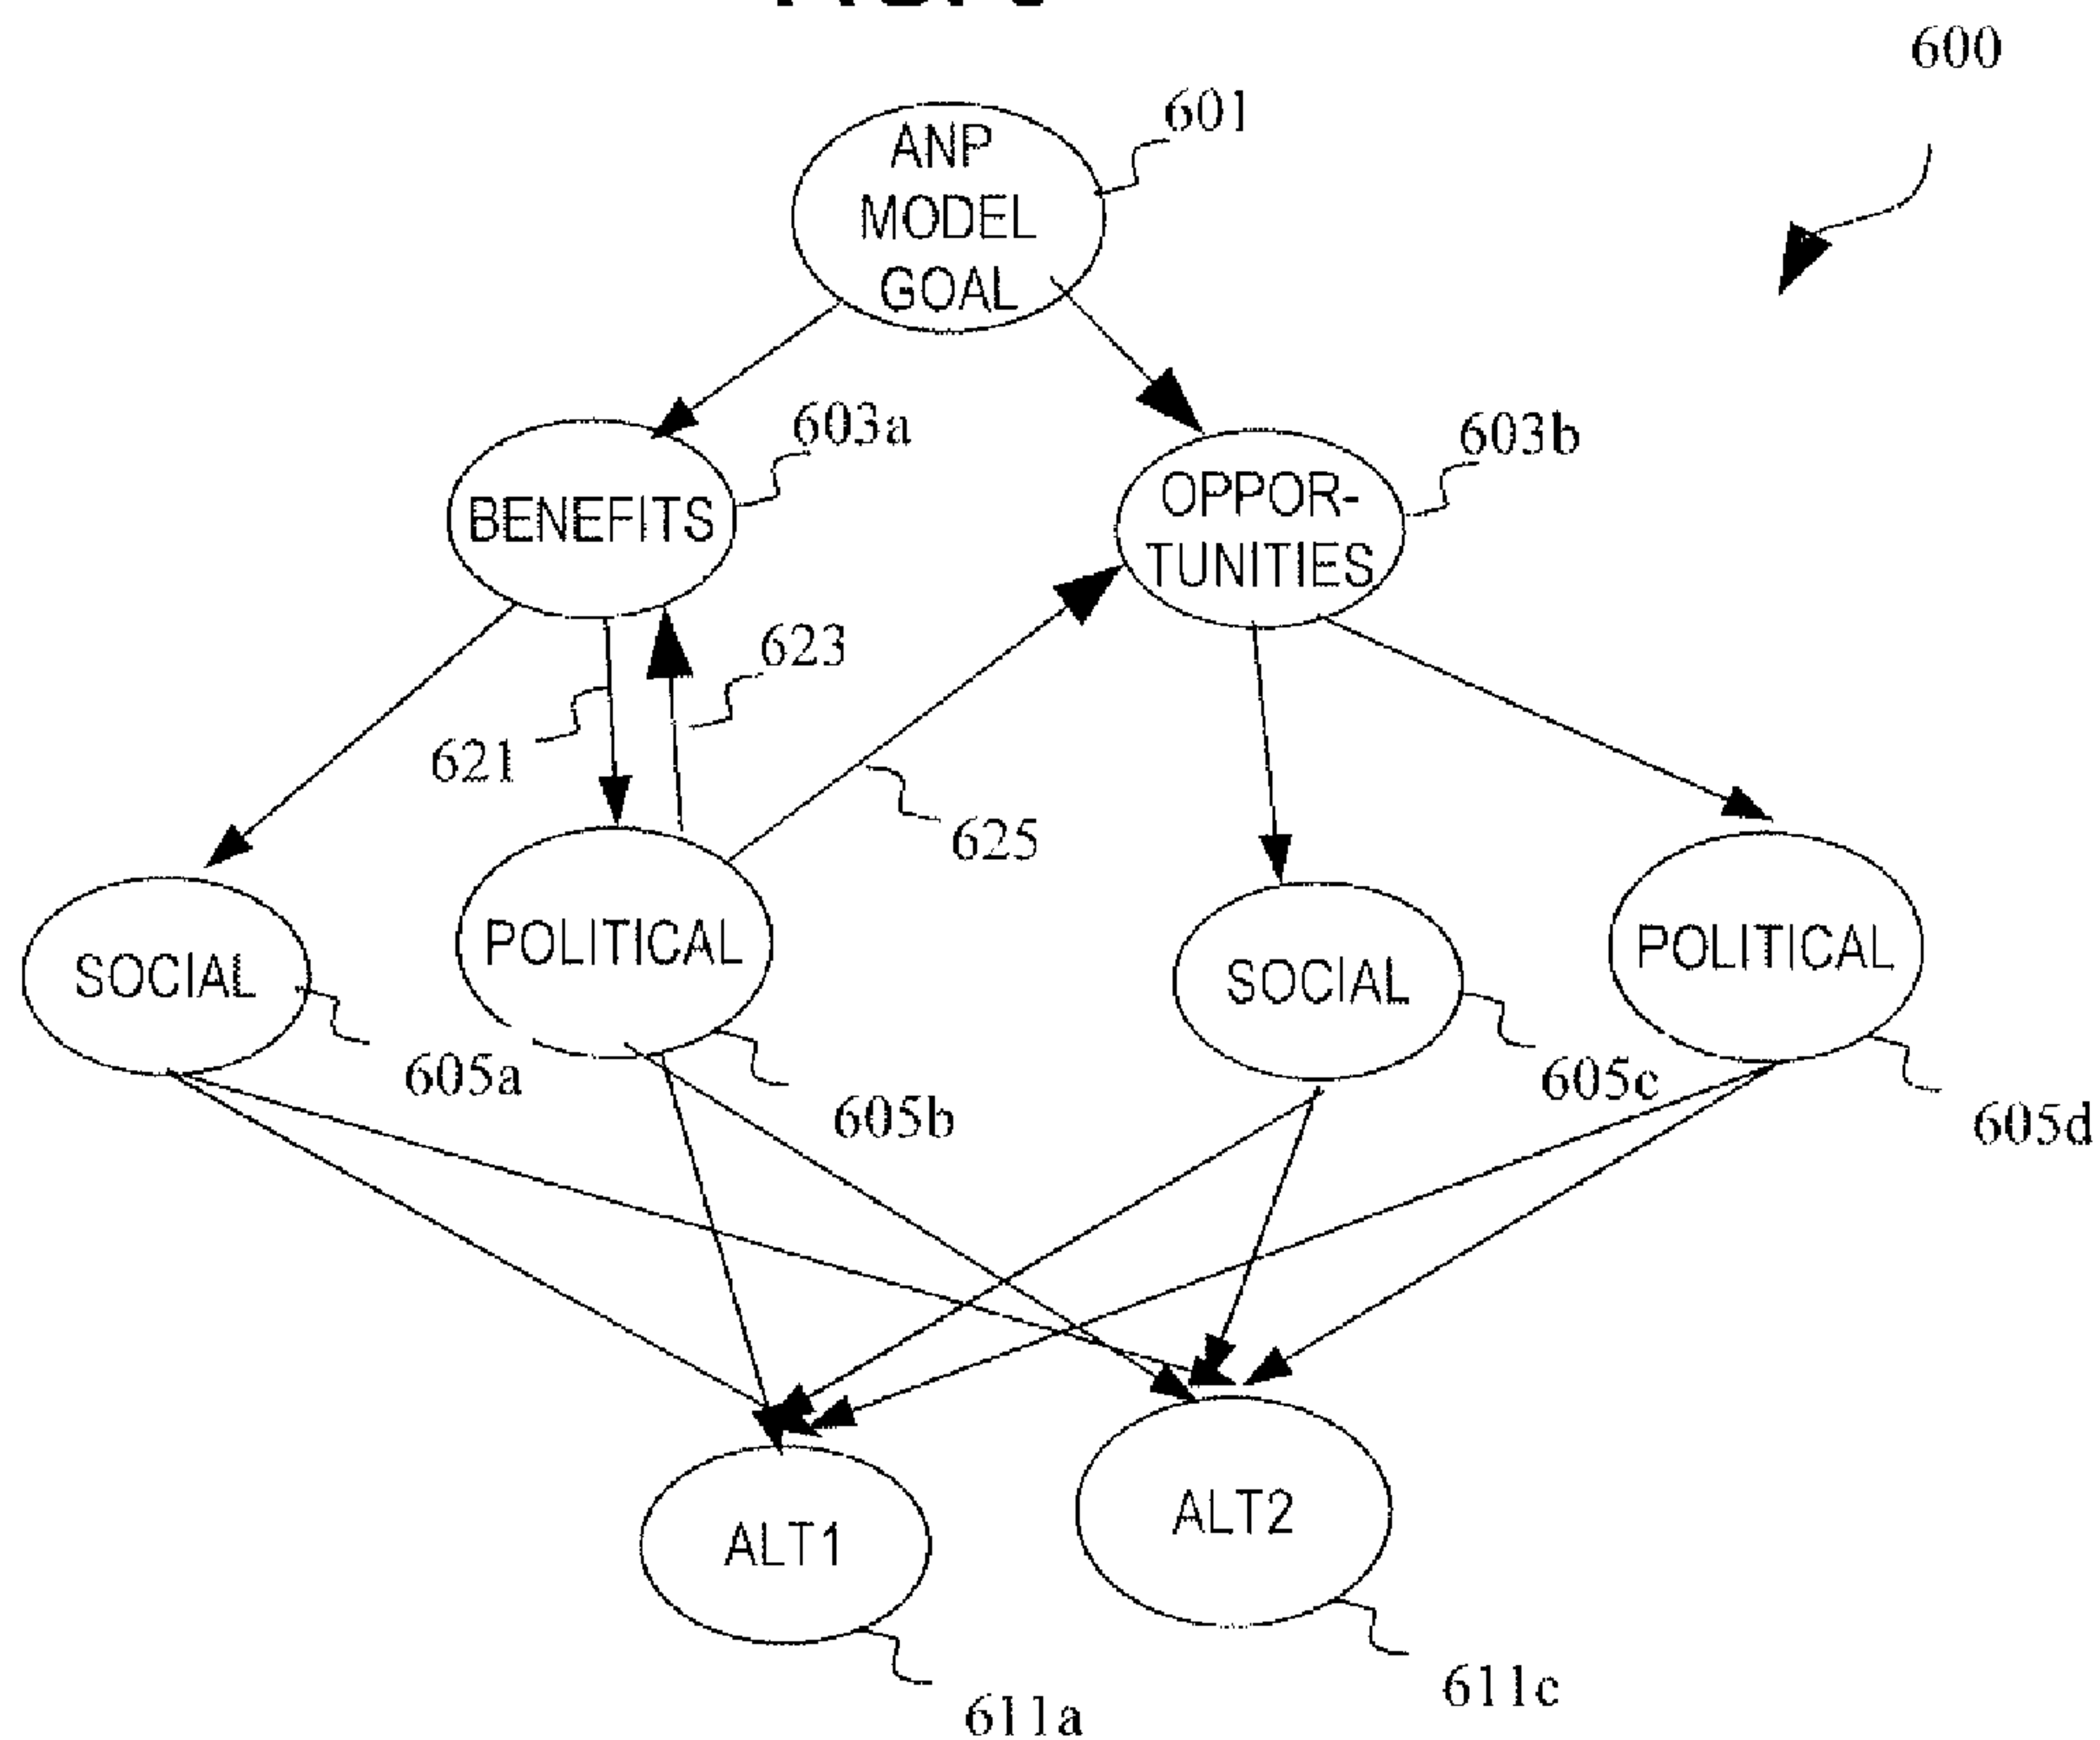 600
601
ANP
MODEL
GOAL
603a
603b
BENEFITS
OPPOR-
TUNITIES
623
621
625
SOCIAL
POLITICAL
SOCIAL
POLITICAL
605a
605b
605c
605d
ALT1
ALT2
611a
611c